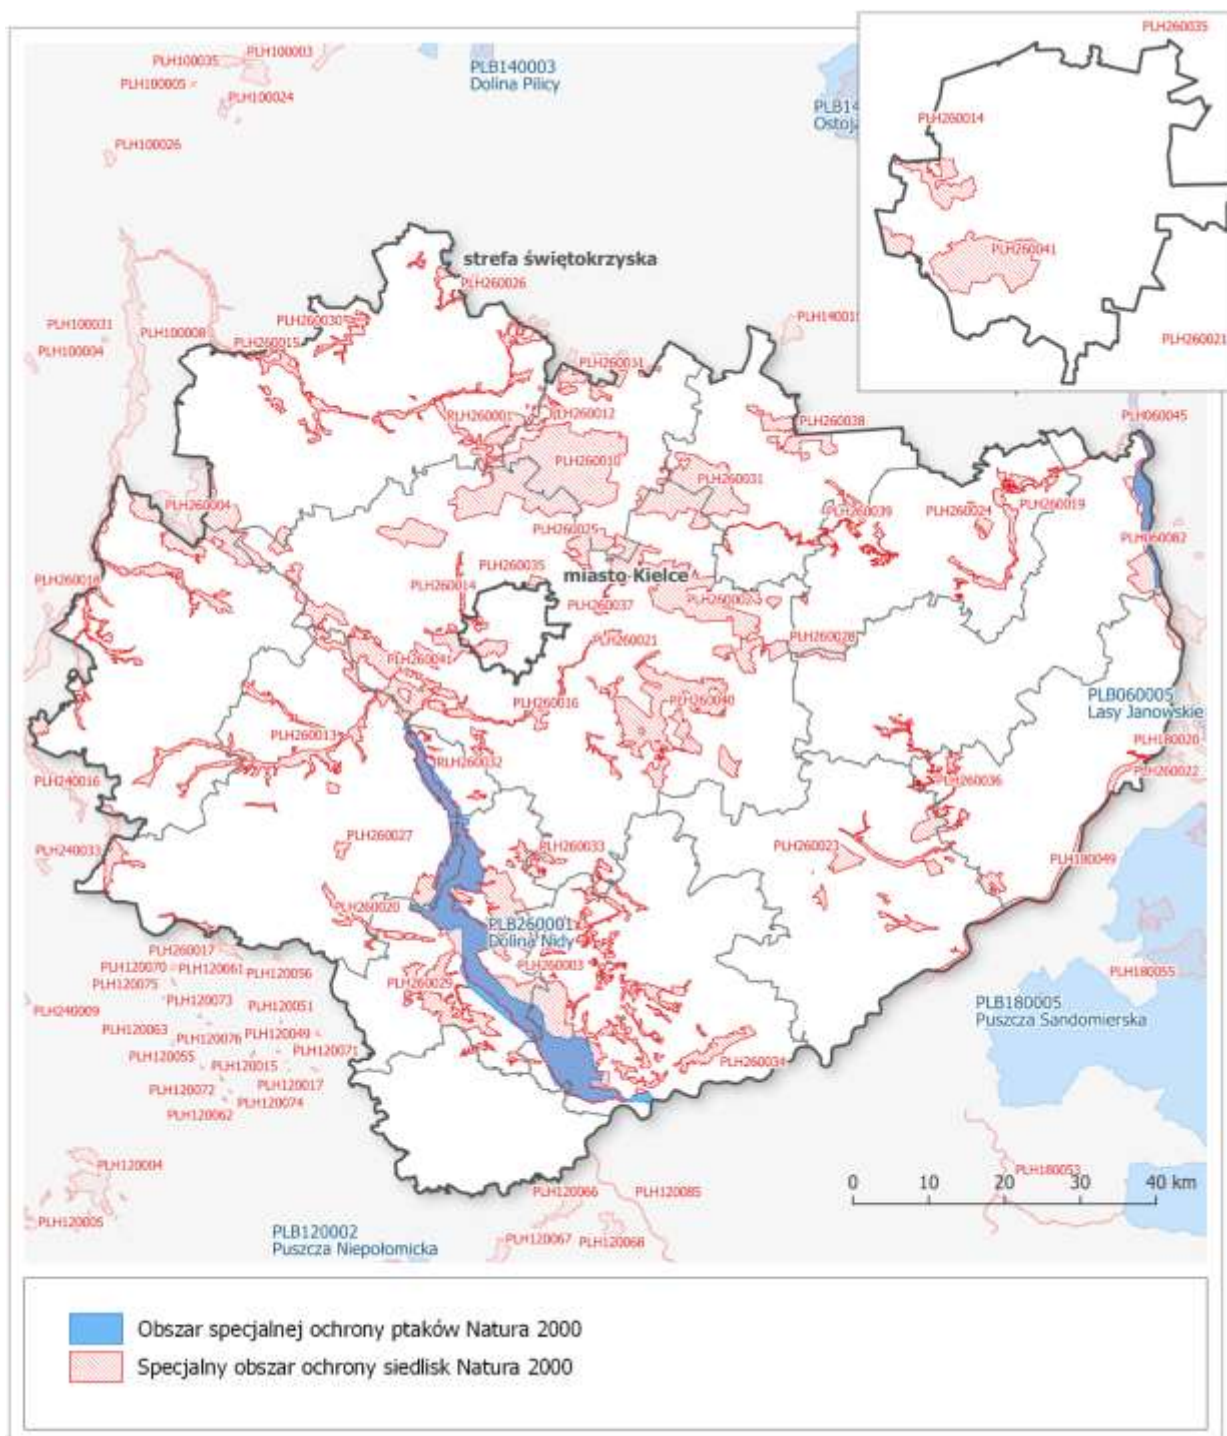 PLH260035
PLH100035
PLH100003
PLB140003
Dolina Pilicy
PLH100005
PLH100024
PLB14
Ostoja
PLH260014
PLH100026
PLH260041
strefa świętokrzyska
PLH260026
PLH100031
PLH100008
PLH260030
PLH140015
PLH260021
PLH100004
PLH260015
PLH260011
PLH260001
PLH260012
PLH260038
PLH060045
PLH260010
PLH260031
PLH260004
PLH260025
PLH260039
PLH260024
PLH260019
PLH060082
PLH260018
PLH260014
PLH260035
miasto Kielce
PLH260037
PLH260002
PLH260021
PLH260028
PLH260041
PLH260016
PLH260040
PLB060005
Lasy Janowskie
PLH260013
PLH180020
PLH240016
PLH260032
PLH260036
PLH260022
PLH240033
PLH260027
PLH260033
PLH260023
PLH180049
PLH260020
PLB260001
Dolina Nidy
PLH260017
PLH260003
PLH120070
PLH120061
PLH120056
PLH180055
PLH120075
PLH260029
PLH240009
PLH120073
PLH120051
PLB180005
Puszcza Sandomierska
PLH120063
PLH120076
PLH120049
PLH120055
PLH120071
PLH120015
PLH260034
PLH120072
PLH120017
PLH120074
PLH120062
PLH120004
PLH180053
PLH120066
PLH120085
0 10 20 30 40 km
PLH120005
PLB120002
Puszcza Niepołomicka
PLH120067
PLH120068
Obszar specjalnej ochrony ptaków Natura 2000
Specjalny obszar ochrony siedlisk Natura 2000